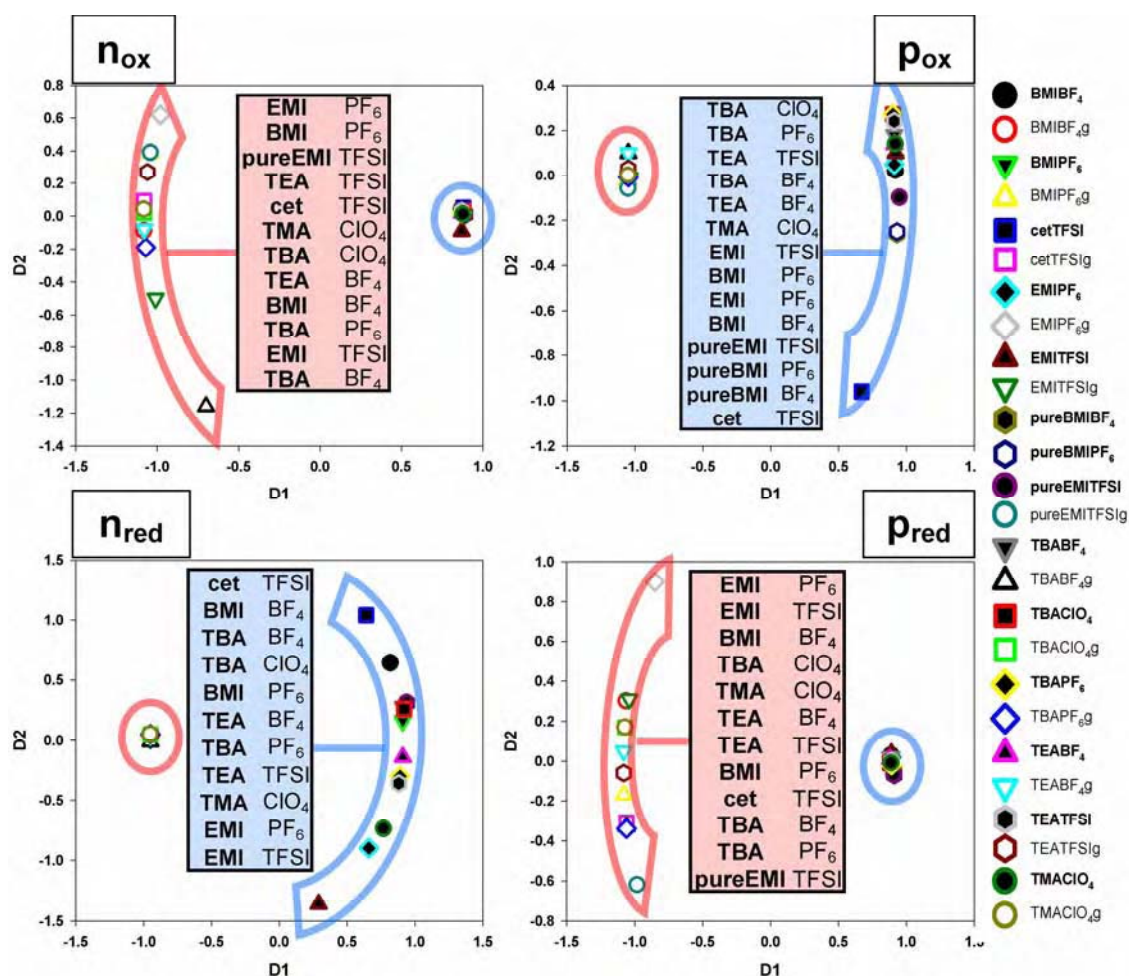 n_ox
p_ox
0.8
0.6
0.4
0.2
0.0
-0.2
-0.4
-0.6
-0.8
-1.0
-1.2
-1.4
D2
-1.5 -1.0 -0.5 0.0 0.5 1.0
D1
EMI PF6
BMI PF6
pureEMI TFSI
TEA TFSI
cet TFSI
TMA ClO4
TBA ClO4
TEA BF4
BMI BF4
TBA PF6
EMI TFSI
TBA BF4
0.4
0.2
0.0
-0.2
-0.4
-0.6
-0.8
-1.0
-1.2
D2
-1.5 -1.0 -0.5 0.0 0.5 1.0 1.
D1
TBA ClO4
TBA PF6
TEA TFSI
TBA BF4
TEA BF4
TMA ClO4
EMI TFSI
BMI PF6
EMI PF6
BMI BF4
pureEMI TFSI
pureBMI PF6
pureBMI BF4
cet TFSI
n_red
p_red
1.5
1.0
0.5
0.0
-0.5
-1.0
-1.5
D2
-1.5 -1.0 -0.5 0.0 0.5 1.0 1.5
D1
cet TFSI
BMI BF4
TBA BF4
TBA ClO4
BMI PF6
TEA BF4
TBA PF6
TEA TFSI
TMA ClO4
EMI PF6
EMI TFSI
1.0
0.8
0.6
0.4
0.2
0.0
-0.2
-0.4
-0.6
-0.8
D2
-1.5 -1.0 -0.5 0.0 0.5 1.0
D1
EMI PF6
EMI TFSI
BMI BF4
TBA ClO4
TMA ClO4
TEA BF4
TEA TFSI
BMI PF6
cet TFSI
TBA BF4
TBA PF6
pureEMI TFSI
BMIBF4
BMIBF4g
BMIPF6
BMIPF6g
cetTFSI
cetTFSIg
EMIPF6
EMIPF6g
EMITFSI
EMITFSIg
pureBMIBF4
pureBMIPF6
pureEMITFSI
pureEMITFSIg
TBABF4
TBABF4g
TBAClO4
TBAClO4g
TBAPF6
TBAPF6g
TEABF4
TEABF4g
TEATFSI
TEATFSIg
TMAClO4
TMAClO4g